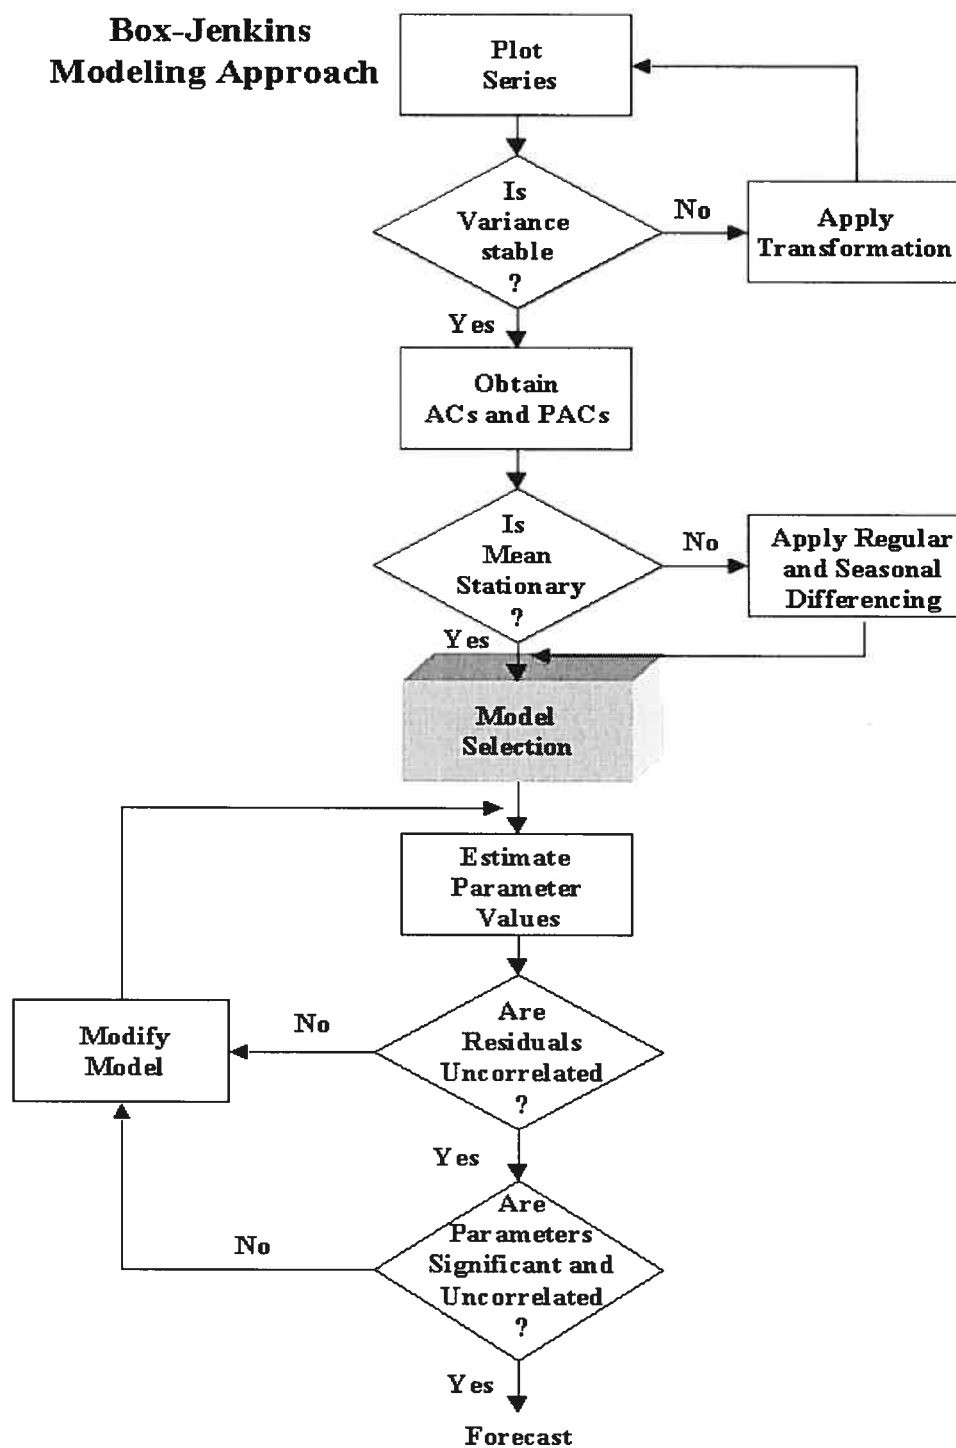 Box-Jenkins
Modeling Approach
Plot
Series
Is
Variance
stable
?
No
Apply
Transformation
Yes
Obtain
ACs and PACs
Is
Mean
Stationary
?
No
Apply Regular
and Seasonal
Differencing
Yes
Model
Selection
Estimate
Parameter
Values
Modify
Model
No
Are
Residuals
Uncorrelated
?
Yes
No
Are
Parameters
Significant and
Uncorrelated
?
Yes
Forecast